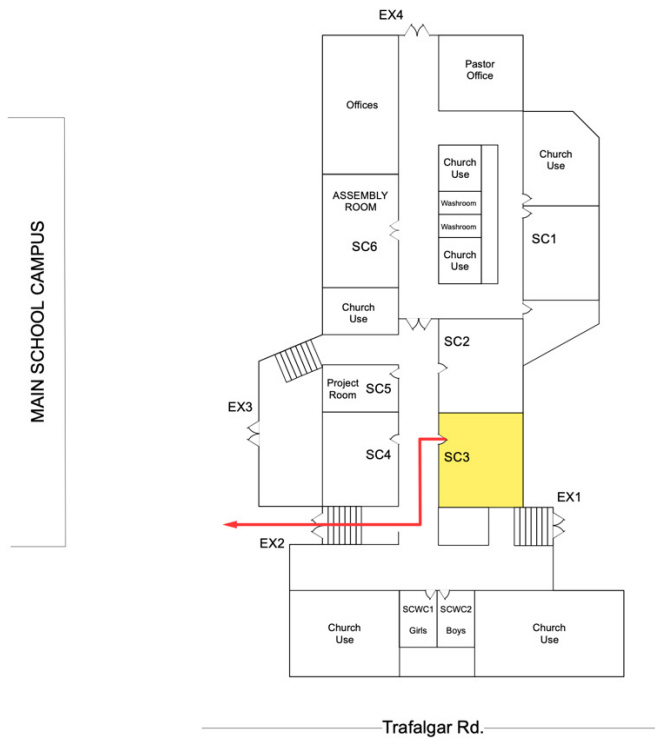 EX4
Pastor
Office
Offices
Church
Use
Church
Use
ASSEMBLY
ROOM
Washroom
Washroom
SC6
SC1
Church
Use
Church
Use
SC2
MAIN SCHOOL CAMPUS
Project
Room
SC5
EX3
SC4
SC3
EX1
EX2
SCWC1
Girls
SCWC2
Boys
Church
Use
Church
Use
Trafalgar Rd.